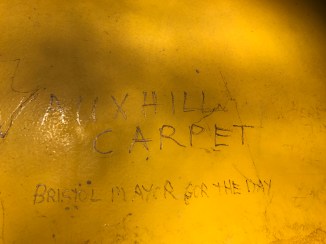 VAUXHILL
CARPET
BRISTOL PLAYER FOR THE DAY